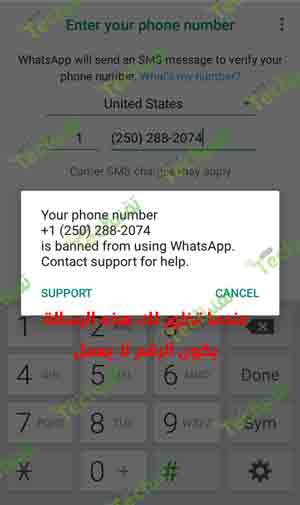 Enter your phone number
WhatsApp will send an SMS message to verify your
phone number. What's my number?
United States
1 (250) 288-2074
Carrier SMS charges may apply
Your phone number
+1 (250) 288-2074
is banned from using WhatsApp.
Contact support for help.
SUPPORT CANCEL
عندما تظهر لك هذه الرسالة
يكون الرقم لا يعمل
1 2
4 GHI 5 JKL 6 MNO Done
7 PQRS 8 TUV 9 WXYZ Sym
* 0 + #